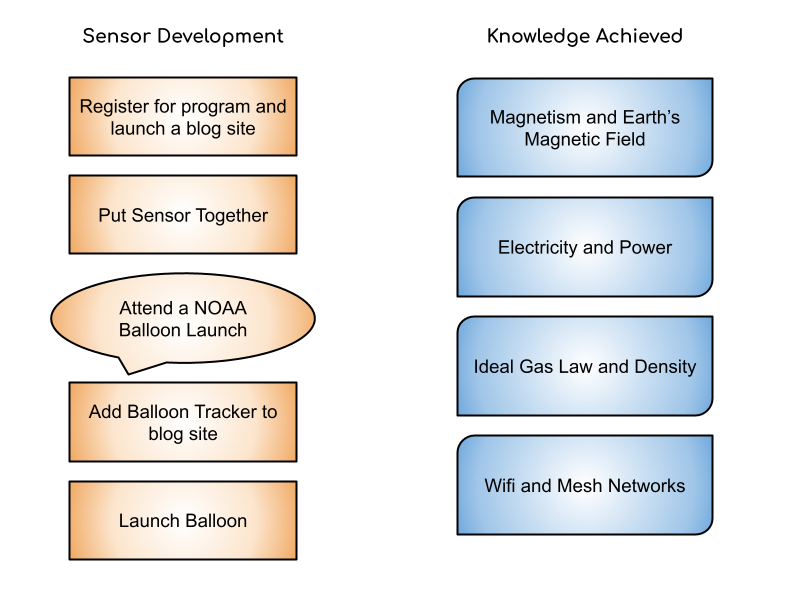 Sensor Development
Register for program and
launch a blog site
Put Sensor Together
Attend a NOAA
Balloon Launch
Add Balloon Tracker to
blog site
Launch Balloon
Knowledge Achieved
Magnetism and Earth's
Magnetic Field
Electricity and Power
Ideal Gas Law and Density
Wifi and Mesh Networks